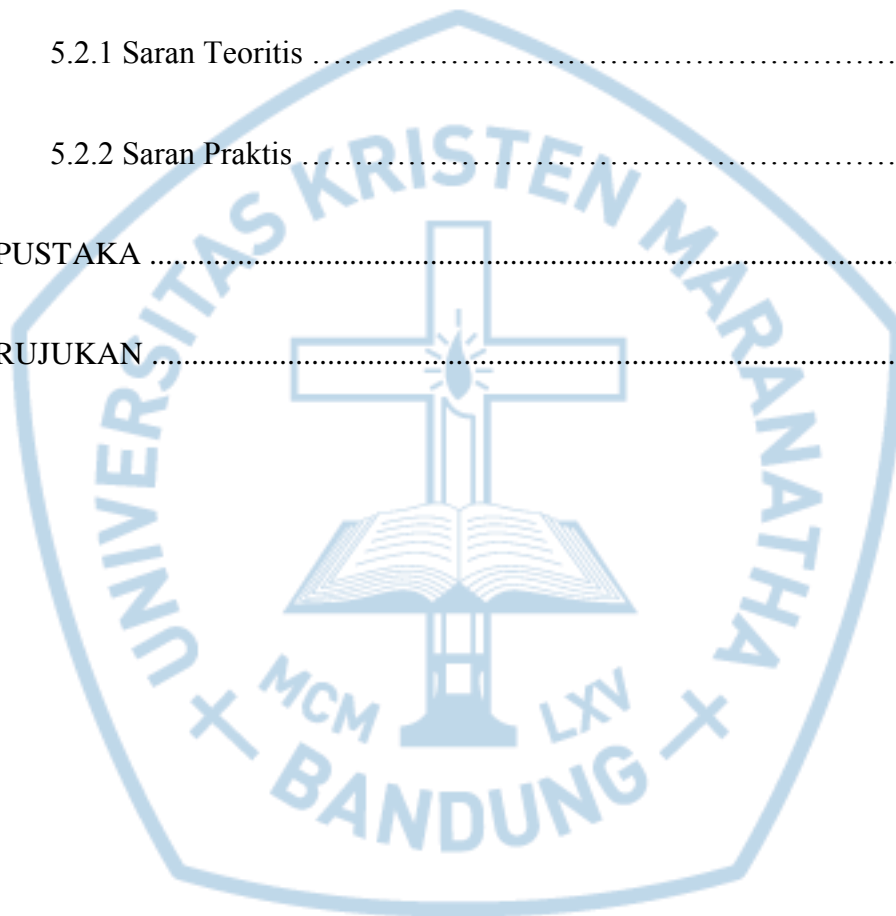 5.2.1 Saran Teoritis ……………………………………………………
5.2.2 Saran Praktis ……………………………………………………
PUSTAKA ....................................................................................
RUJUKAN ....................................................................................
UNIVERSITAS KRISTEN MARANATHA
MCM LXV
BANDUNG